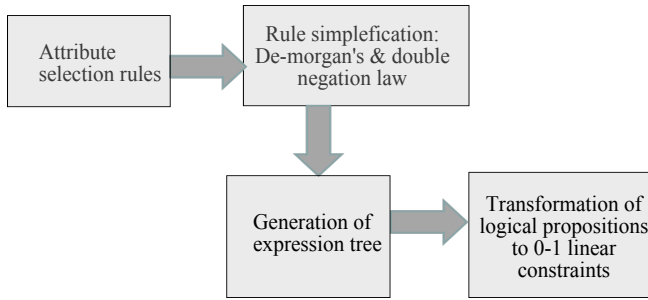 Attribute
selection rules
Rule simplefication:
De-morgan's & double
negation law
Generation of
expression tree
Transformation of
logical propositions
to 0-1 linear
constraints